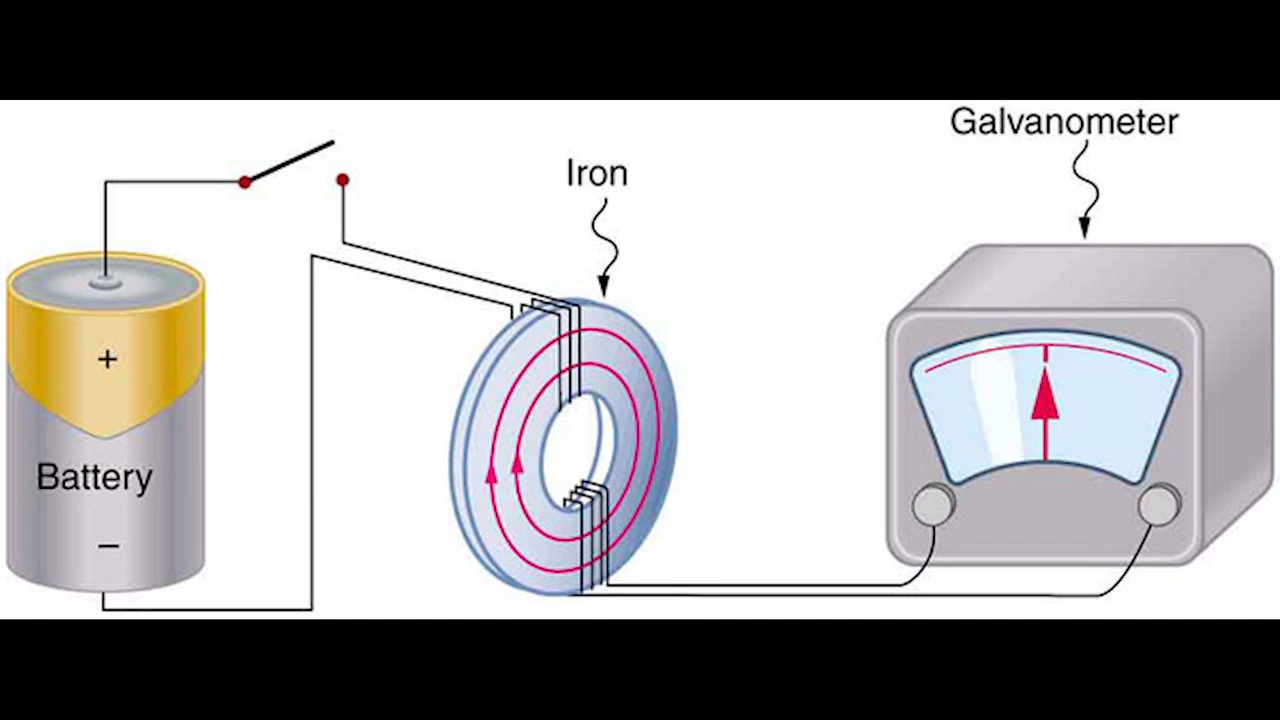 Galvanometer
Iron
+
Battery
–